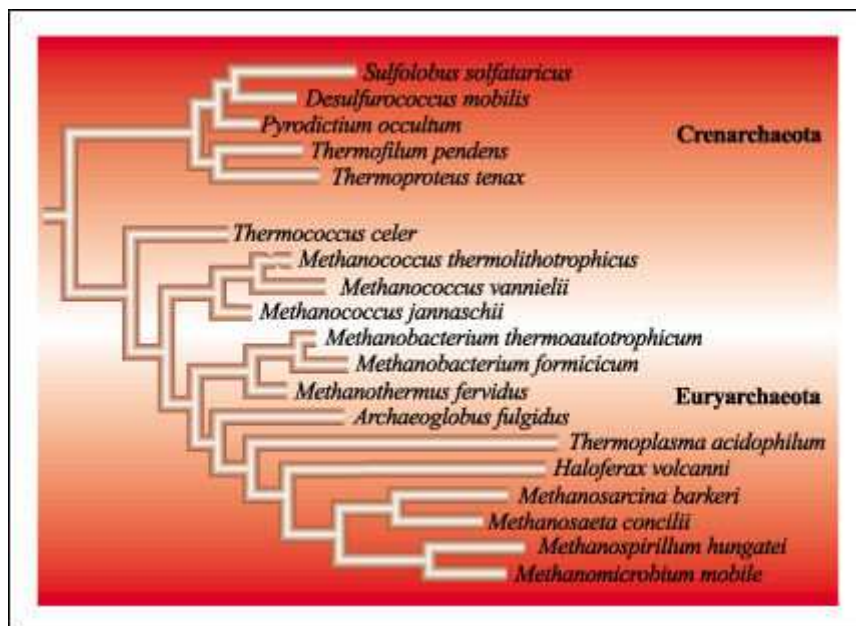 Sulfolobus solfataricus
Desulfurococcus mobilis
Pyrodictium occultum
Crenarchaeota
Thermofilum pendens
Thermoproteus tenax
Thermococcus celer
Methanococcus thermolithotrophicus
Methanococcus vannielii
Methanococcus jannaschii
Methanobacterium thermoautotrophicum
Methanobacterium formicicum
Methanothermus fervidus
Euryarchaeota
Archaeoglobus fulgidus
Thermoplasma acidophilum
Haloferax volcanni
Methanosarcina barkeri
Methanosaeta concilii
Methanospirillum hungatei
Methanomicrobium mobile